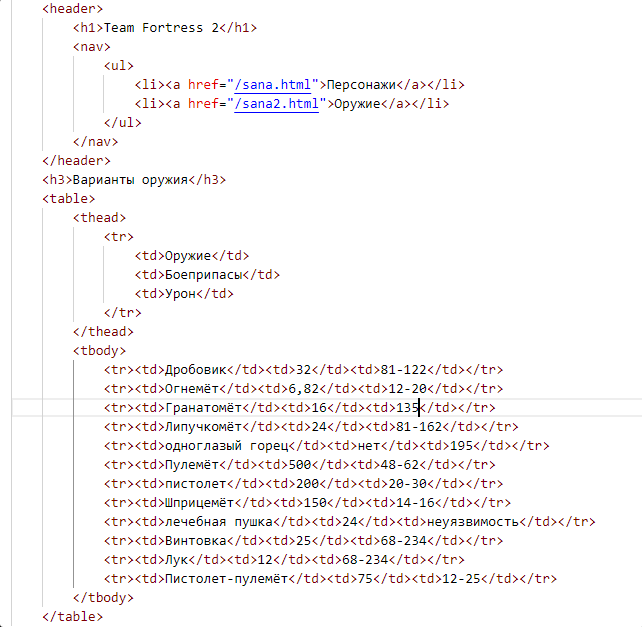 <header>
<h1>Team Fortress 2</h1>
<nav>
<ul>
<li><a href="/sana.html">Персонажи</a></li>
<li><a href="/sana2.html">Оружие</a></li>
</ul>
</nav>
</header>
<h3>Варианты оружия</h3>
<table>
<thead>
<tr>
<td>Оружие</td>
<td>Боеприпасы</td>
<td>Урон</td>
</tr>
</thead>
<tbody>
<tr><td>Дробовик</td><td>32</td><td>81-122</td></tr>
<tr><td>Огнемёт</td><td>6,82</td><td>12-20</td></tr>
<tr><td>Гранатомёт</td><td>16</td><td>135</td></tr>
<tr><td>Липучкомёт</td><td>24</td><td>81-162</td></tr>
<tr><td>одноглазый горец</td><td>нет</td><td>195</td></tr>
<tr><td>Пулемёт</td><td>500</td><td>48-62</td></tr>
<tr><td>пистолет</td><td>200</td><td>20-30</td></tr>
<tr><td>Шприцемёт</td><td>150</td><td>14-16</td></tr>
<tr><td>лечебная пушка</td><td>24</td><td>неуязвимость</td></tr>
<tr><td>Винтовка</td><td>25</td><td>68-234</td></tr>
<tr><td>Лук</td><td>12</td><td>68-234</td></tr>
<tr><td>Пистолет-пулемёт</td><td>75</td><td>12-25</td></tr>
</tbody>
</table>